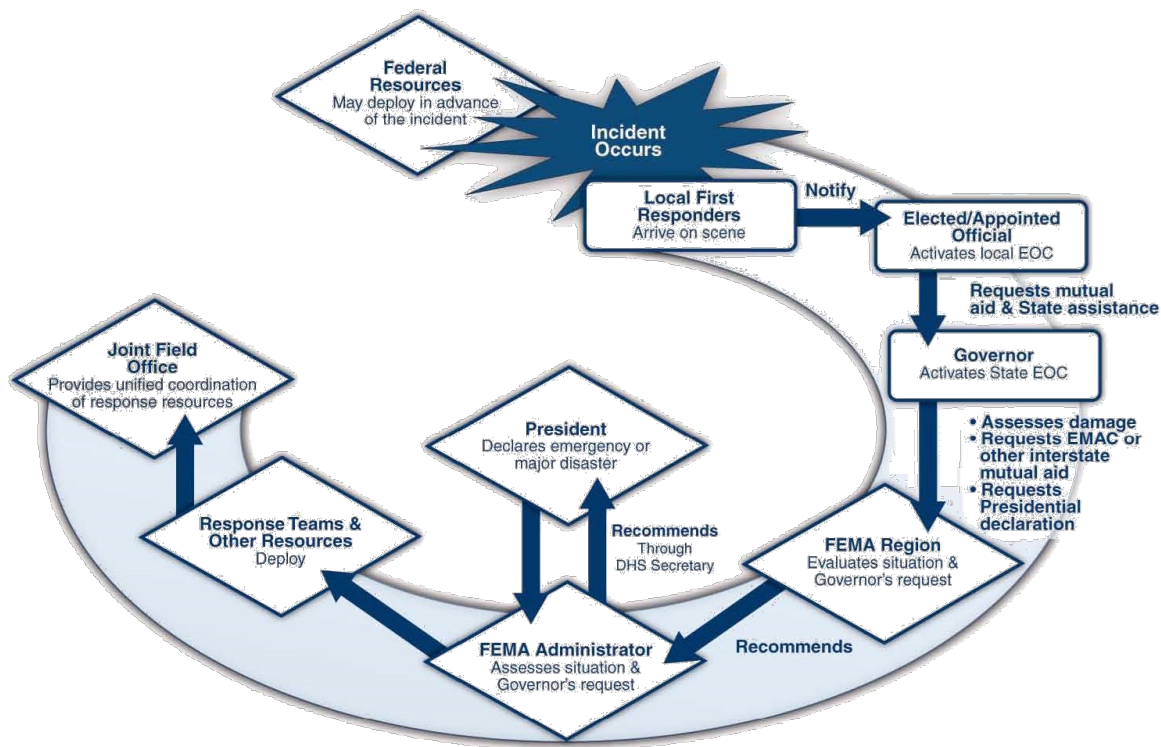 Federal
Resources
May deploy in advance
of the incident
Incident
Occurs
Local First
Responders
Arrive on scene
Notify
Elected/Appointed
Official
Activates local EOC
Requests mutual
aid & State assistance
Governor
Activates State EOC
• Assesses damage
• Requests EMAC or
other interstate
mutual aid
• Requests
Presidential
declaration
FEMA Region
Evaluates situation &
Governor's request
Recommends
FEMA Administrator
Assesses situation &
Governor's request
Recommends
Through
DHS Secretary
President
Declares emergency or
major disaster
Response Teams &
Other Resources
Deploy
Joint Field
Office
Provides unified coordination
of response resources